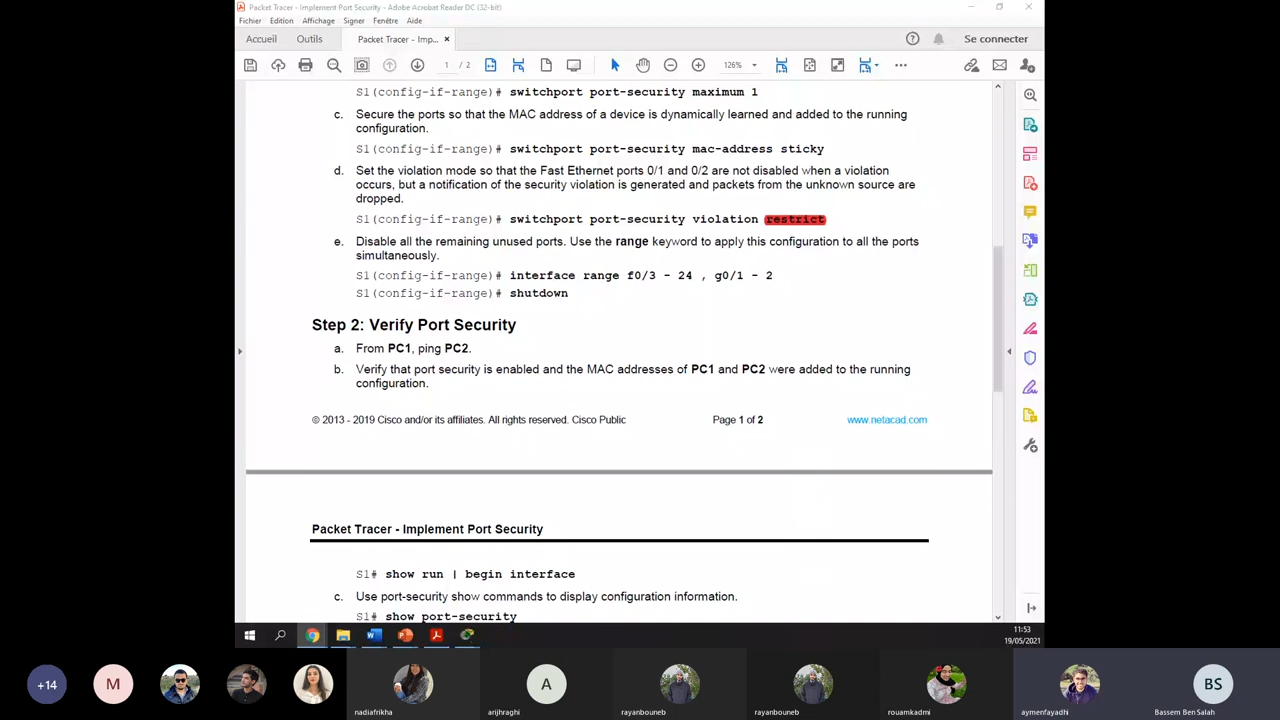 Packet Tracer - Implement Port Security - Adobe Acrobat Reader DC (32-bit)
Fichier Edition Affichage Signer Fenêtre Aide
Accueil Outils Packet Tracer - Imp... × Se connecter
1 / 2 126%
S1(config-if-range)# switchport port-security maximum 1
c. Secure the ports so that the MAC address of a device is dynamically learned and added to the running
configuration.
S1(config-if-range)# switchport port-security mac-address sticky
d. Set the violation mode so that the Fast Ethernet ports 0/1 and 0/2 are not disabled when a violation
occurs, but a notification of the security violation is generated and packets from the unknown source are
dropped.
S1(config-if-range)# switchport port-security violation restrict
e. Disable all the remaining unused ports. Use the range keyword to apply this configuration to all the ports
simultaneously.
S1(config-if-range)# interface range f0/3 - 24 , g0/1 - 2
S1(config-if-range)# shutdown
Step 2: Verify Port Security
a. From PC1, ping PC2.
b. Verify that port security is enabled and the MAC addresses of PC1 and PC2 were added to the running
configuration.
© 2013 - 2019 Cisco and/or its affiliates. All rights reserved. Cisco Public Page 1 of 2 www.netacad.com
Packet Tracer - Implement Port Security
S1# show run | begin interface
c. Use port-security show commands to display configuration information.
S1# show port-security
11:53
19/05/2021
+14 M A BS
nadiafrikha arijhraghi rayanbouneb rayanbouneb rouamkadmi aymenfayadhi Bassem Ben Salah